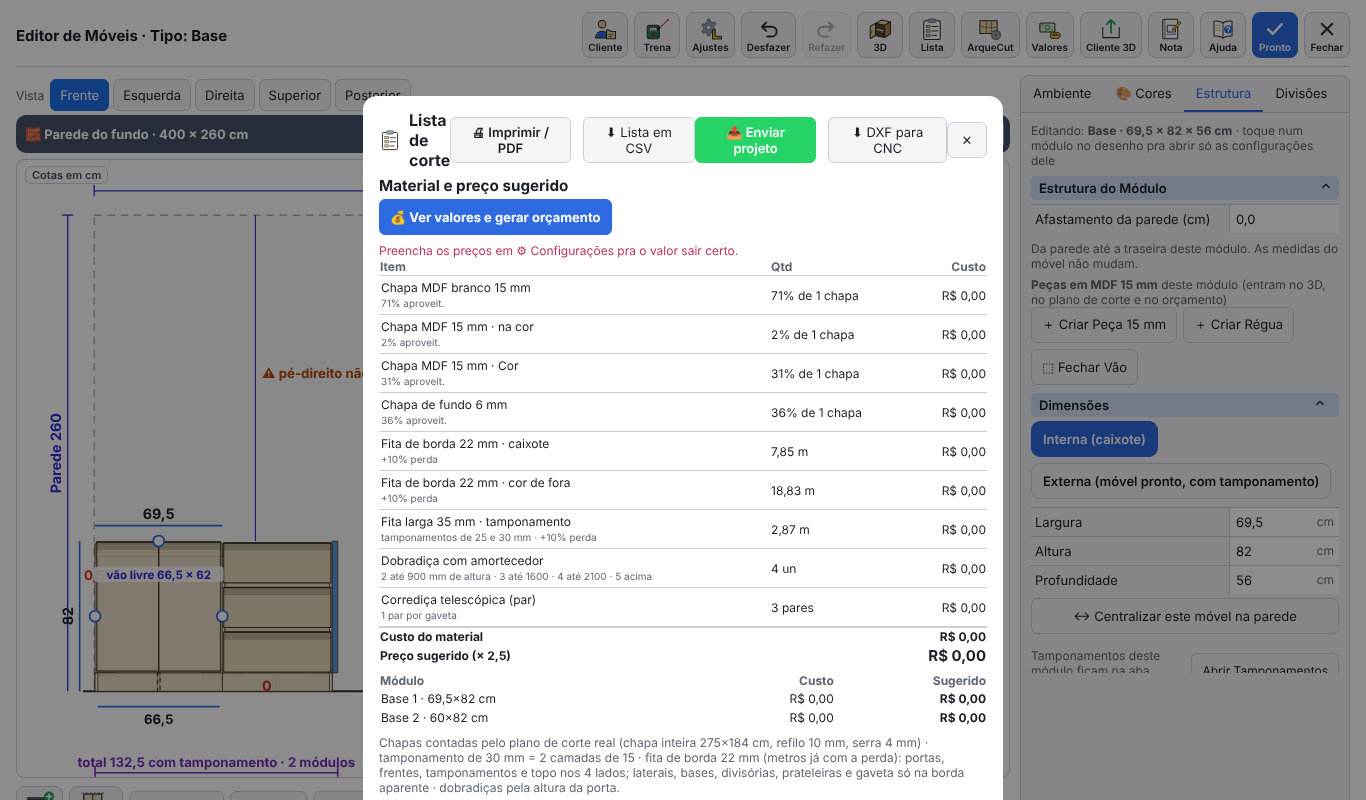 Editor de Móveis · Tipo: Base
Cliente
Trena
Ajustes
Desfazer
Refazer
3D
Lista
ArqueCut
Valores
Cliente 3D
Nota
Ajuda
Pronto
Fechar
Vista
Frente
Esquerda
Direita
Superior
Posterior
Parede do fundo · 400 × 260 cm
Cotas em cm
Parede 260
⚠ pé-direito
69,5
vão livre 66,5 × 62
82
0
66,5
total 132,5 com tamponamento · 2 módulos
Lista de corte
Imprimir / PDF
⬇ Lista em CSV
Enviar projeto
⬇ DXF para CNC
×
Material e preço sugerido
Ver valores e gerar orçamento
Preencha os preços em ⚙ Configurações pra o valor sair certo.
Item Qtd Custo
Chapa MDF branco 15 mm
71% aproveit.
71% de 1 chapa R$ 0,00
Chapa MDF 15 mm · na cor
2% aproveit.
2% de 1 chapa R$ 0,00
Chapa MDF 15 mm · Cor
31% aproveit.
31% de 1 chapa R$ 0,00
Chapa de fundo 6 mm
36% aproveit.
36% de 1 chapa R$ 0,00
Fita de borda 22 mm · caixote
+10% perda
7,85 m R$ 0,00
Fita de borda 22 mm · cor de fora
+10% perda
18,83 m R$ 0,00
Fita larga 35 mm · tamponamento
tamponamentos de 25 e 30 mm · +10% perda
2,87 m R$ 0,00
Dobradiça com amortecedor
2 até 900 mm de altura · 3 até 1600 · 4 até 2100 · 5 acima
4 un R$ 0,00
Corrediça telescópica (par)
1 par por gaveta
3 pares R$ 0,00
Custo do material R$ 0,00
Preço sugerido (× 2,5) R$ 0,00
Módulo Custo Sugerido
Base 1 · 69,5×82 cm R$ 0,00 R$ 0,00
Base 2 · 60×82 cm R$ 0,00 R$ 0,00
Chapas contadas pelo plano de corte real (chapa inteira 275×184 cm, refilo 10 mm, serra 4 mm) ·
tamponamento de 30 mm = 2 camadas de 15 · fita de borda 22 mm (metros já com a perda): portas,
frentes, tamponamentos e topo nos 4 lados; laterais, bases, divisórias, prateleiras e gaveta só na borda
aparente · dobradiças pela altura da porta.
Ambiente
Cores
Estrutura
Divisões
Editando: Base · 69,5 × 82 × 56 cm · toque num
módulo no desenho pra abrir só as configurações
dele
Estrutura do Módulo
Afastamento da parede (cm) 0,0
Da parede até a traseira deste módulo. As medidas do
móvel não mudam.
Peças em MDF 15 mm deste módulo (entram no 3D,
no plano de corte e no orçamento)
+ Criar Peça 15 mm
+ Criar Régua
Fechar Vão
Dimensões
Interna (caixote)
Externa (móvel pronto, com tamponamento)
Largura 69,5 cm
Altura 82 cm
Profundidade 56 cm
↔ Centralizar este móvel na parede
Tamponamentos deste
módulo ficam na aba
Abrir Tamponamentos